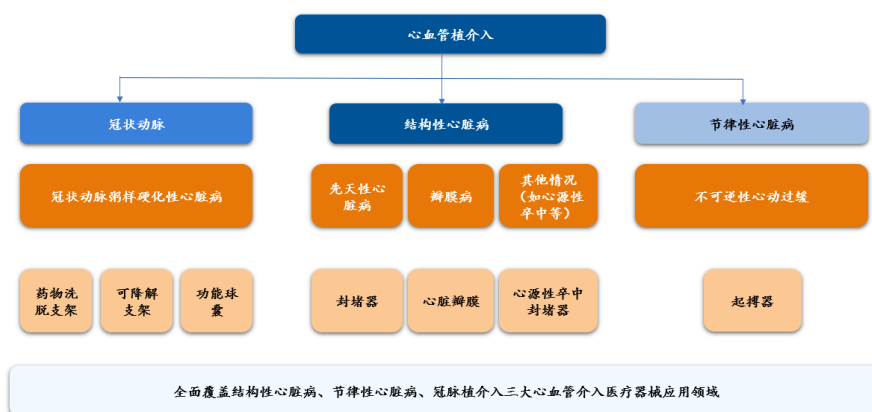 心血管植介入
冠状动脉
结构性心脏病
节律性心脏病
冠状动脉粥样硬化性心脏病
先天性心
脏病
瓣膜病
其他情况
（如心源性
卒中等）
不可逆性心动过缓
药物洗
脱支架
可降解
支架
功能球
囊
封堵器
心脏瓣膜
心源性卒中
封堵器
起搏器
全面覆盖结构性心脏病、节律性心脏病、冠脉植介入三大心血管介入医疗器械应用领域